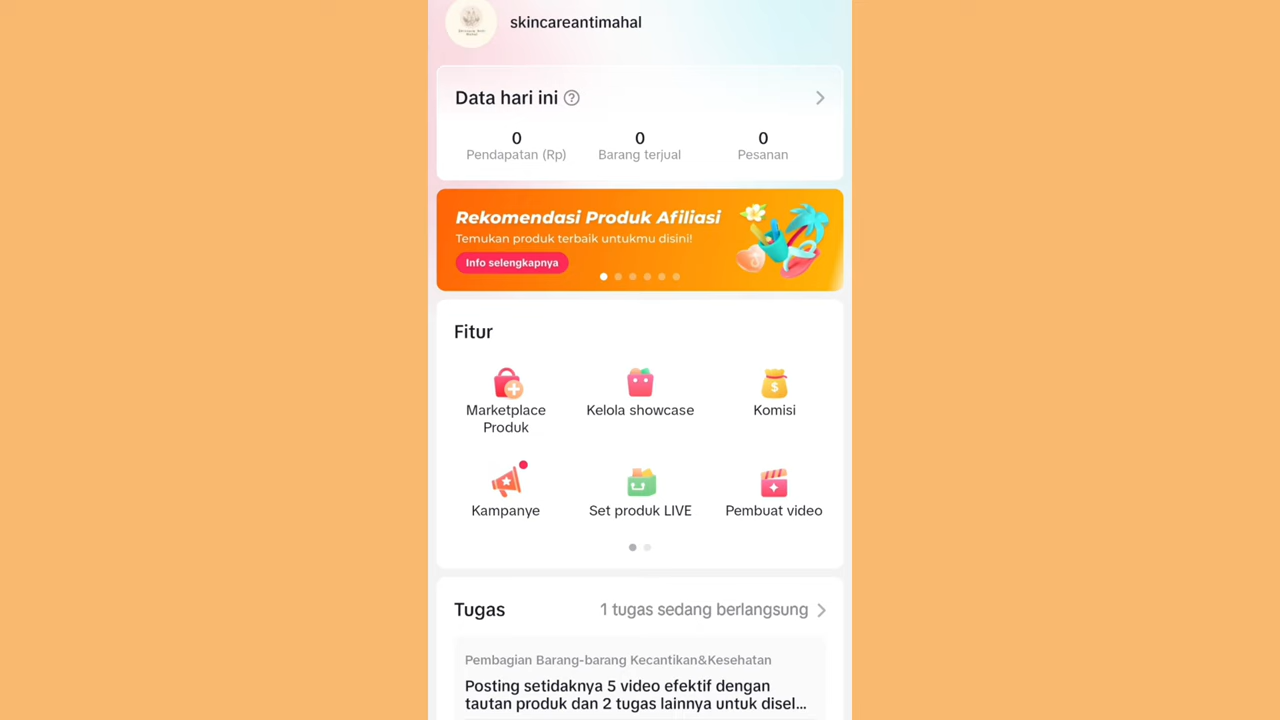 skincareantimahal
Data hari ini
0 0 0
Pendapatan (Rp) Barang terjual Pesanan
Rekomendasi Produk Afiliasi
Temukan produk terbaik untukmu disini!
Info selengkapnya
Fitur
Marketplace Produk
Kelola showcase
Komisi
Kampanye
Set produk LIVE
Pembuat video
Tugas 1 tugas sedang berlangsung
Pembagian Barang-barang Kecantikan&Kesehatan
Posting setidaknya 5 video efektif dengan
tautan produk dan 2 tugas lainnya untuk disel...